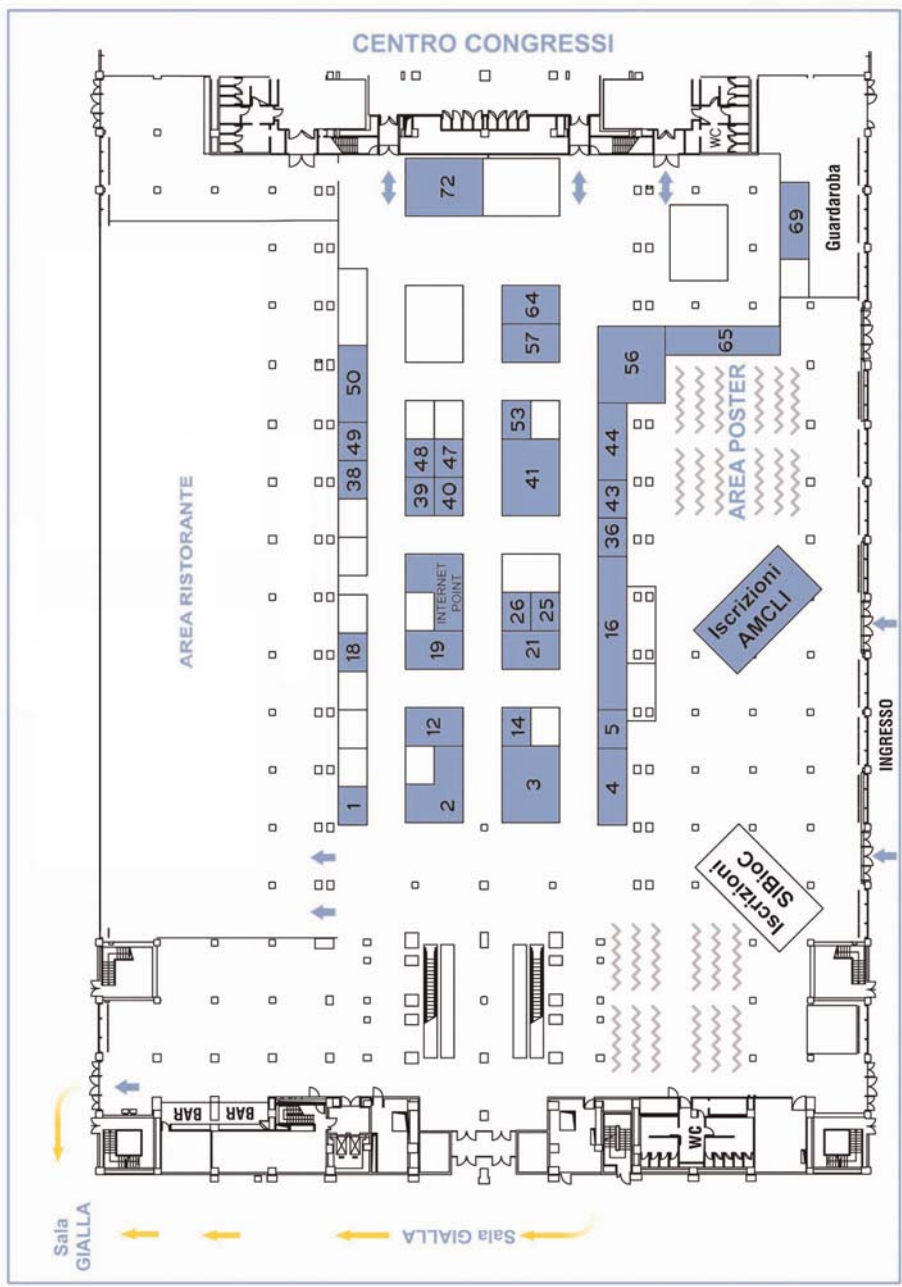 CENTRO CONGRESSI
WC
72
69
Guardaroba
64
57
65
56
50
53
AREA POSTER
49
48
44
38
47
41
39
40
43
36
AREA RISTORANTE
INTERNET
POINT
26
25
16
Iscrizioni
AMCLI
18
19
21
INGRESSO
12
14
5
1
2
3
4
Iscrizioni
SIBioC
BAR
BAR
WC
Sala
GIALLA
Sala GIALLA